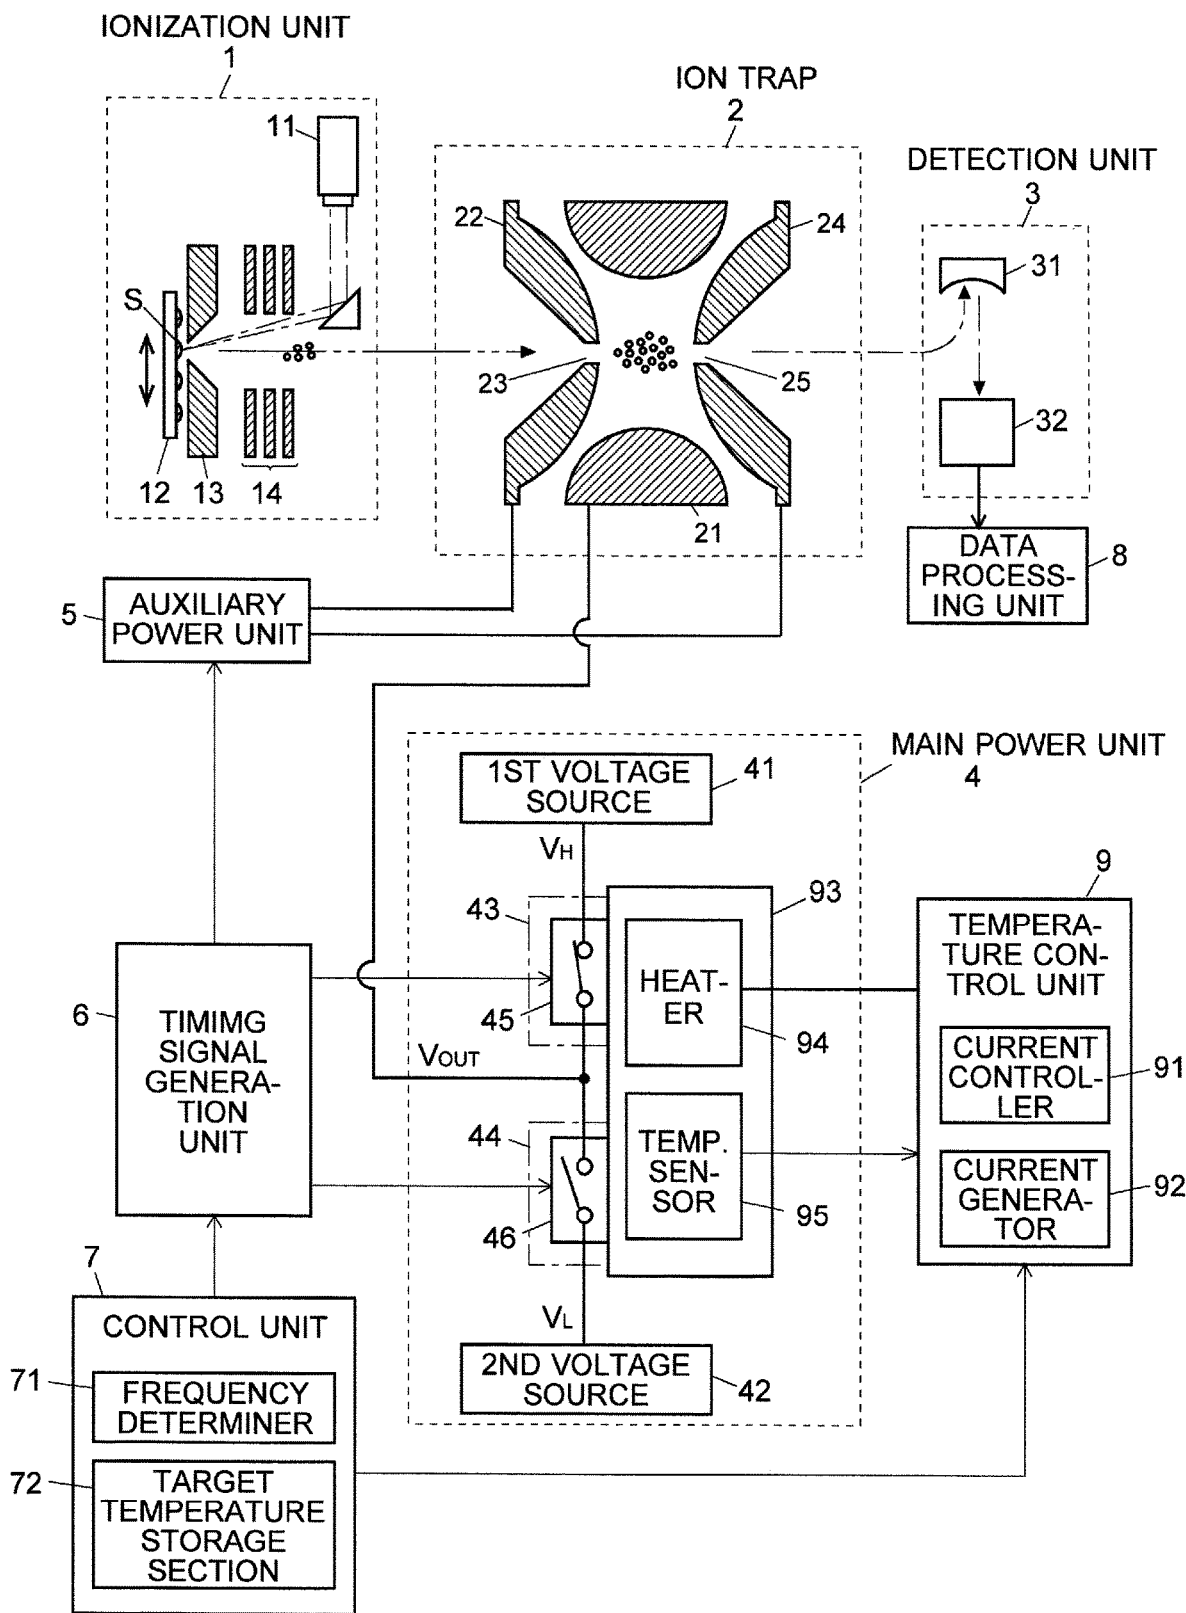 IONIZATION UNIT
1
ION TRAP
2
DETECTION UNIT
3
11
22
23
24
25
21
31
32
S
12
13
14
DATA
PROCESS-
ING UNIT
8
5
AUXILIARY
POWER UNIT
MAIN POWER UNIT
4
1ST VOLTAGE
SOURCE
41
VH
43
45
93
HEAT-
ER
94
9
TEMPERA-
TURE CON-
TROL UNIT
CURRENT
CONTROL-
LER
91
CURRENT
GENERA-
TOR
92
6
TIMIMG
SIGNAL
GENERA-
TION
UNIT
VOUT
44
46
TEMP.
SEN-
SOR
95
VL
2ND VOLTAGE
SOURCE
42
7
CONTROL UNIT
71
FREQUENCY
DETERMINER
72
TARGET
TEMPERATURE
STORAGE
SECTION